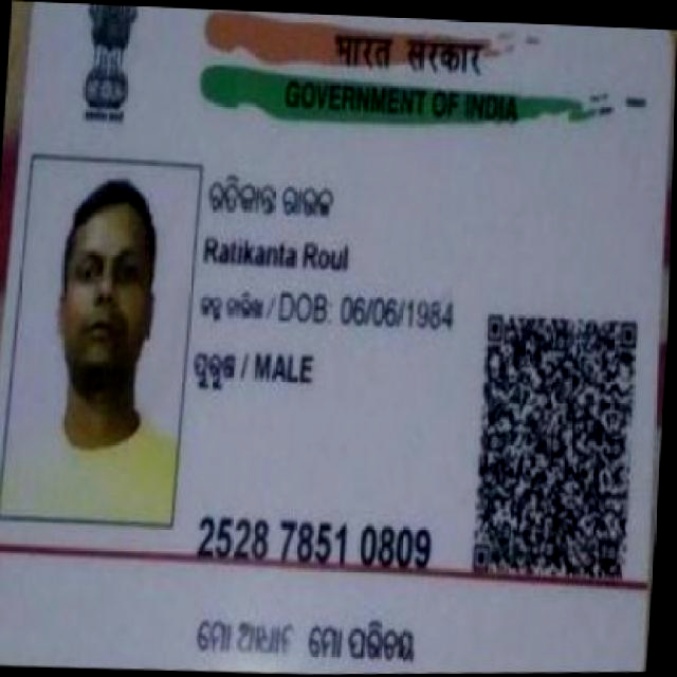 भारत सरकार
GOVERNMENT OF INDIA
ରତିକାନ୍ତ ରାଉଳ
Ratikanta Roul
ଜନ୍ମ ତାରିଖ / DOB: 06/06/1984
ପୁରୁଷ / MALE
2528 7851 0809
ମୋ ଆଧାର ମୋ ପରିଚୟ